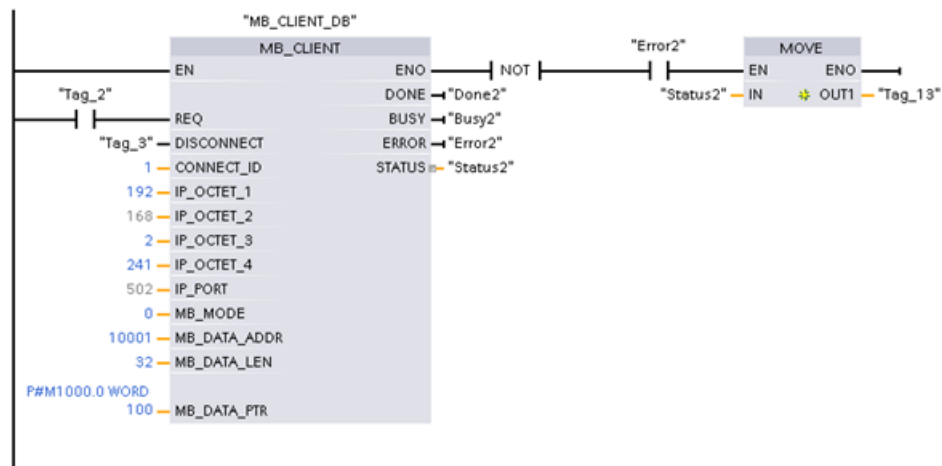 "MB_CLIENT_DB"
MB_CLIENT
EN ENO NOT "Error2" MOVE EN ENO
"Tag_2" DONE "Done2" "Status2" IN OUT1 "Tag_13"
REQ BUSY "Busy2"
"Tag_3" DISCONNECT ERROR "Error2"
1 CONNECT_ID STATUS "Status2"
192 IP_OCTET_1
168 IP_OCTET_2
2 IP_OCTET_3
241 IP_OCTET_4
502 IP_PORT
0 MB_MODE
10001 MB_DATA_ADDR
32 MB_DATA_LEN
P#M1000.0 WORD
100 MB_DATA_PTR